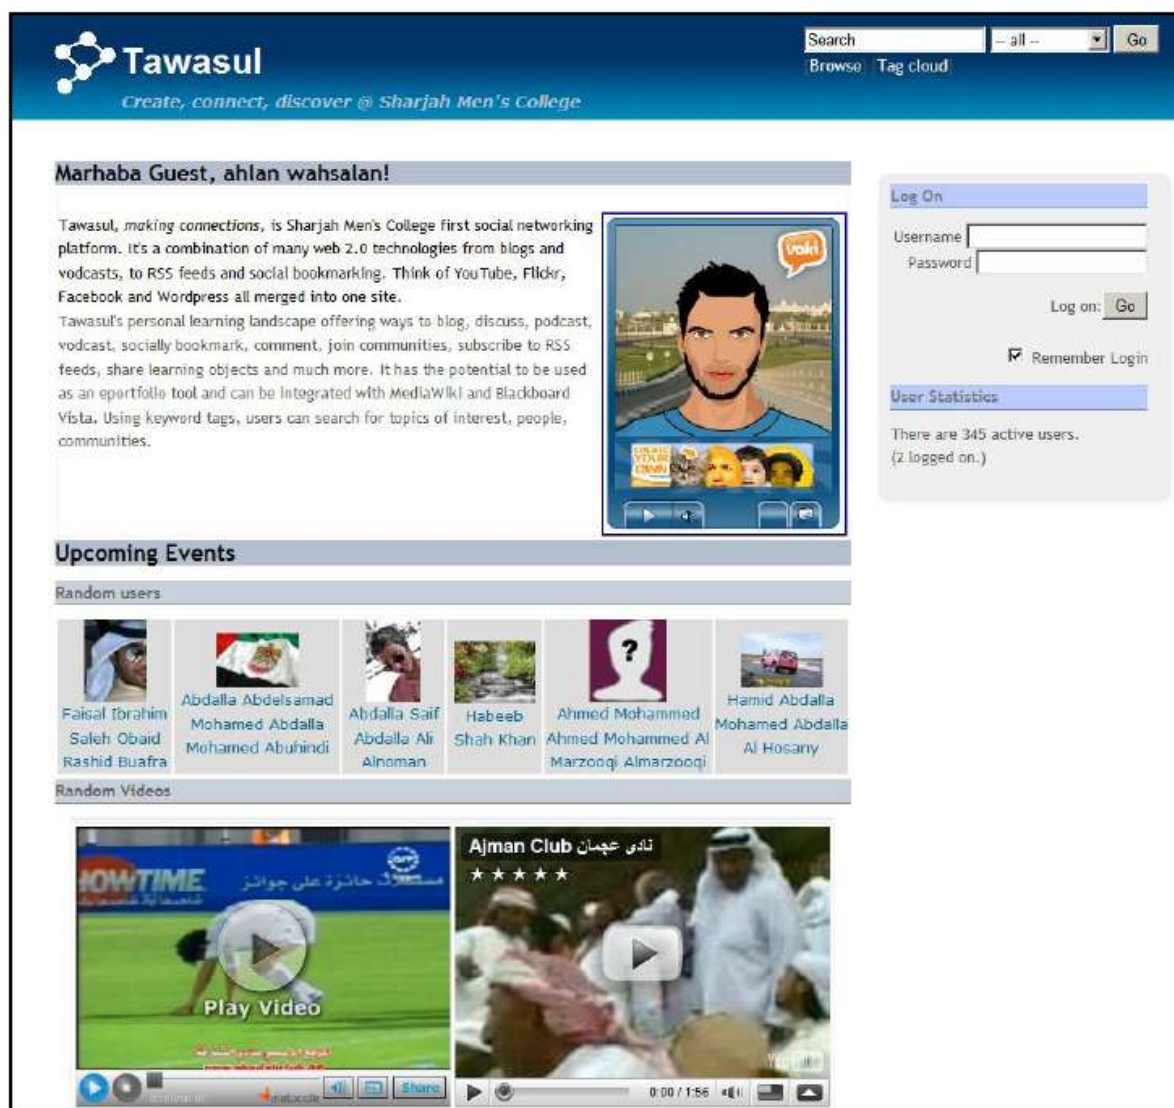 Tawasul
Create, connect, discover @ Sharjah Men's College
Search
-- all --
Go
Browse
Tag cloud
Marhaba Guest, ahlan wahsalan!
Tawasul, making connections, is Sharjah Men's College first social networking
platform. It's a combination of many web 2.0 technologies from blogs and
vodcasts, to RSS feeds and social bookmarking. Think of YouTube, Flickr,
Facebook and Wordpress all merged into one site.
Tawasul's personal learning landscape offering ways to blog, discuss, podcast,
vodcast, socially bookmark, comment, join communities, subscribe to RSS
feeds, share learning objects and much more. It has the potential to be used
as an eportfolio tool and can be integrated with MediaWiki and Blackboard
Vista. Using keyword tags, users can search for topics of interest, people,
communities.
voki
CREATE
YOUR
OWN
Log On
Username
Password
Log on: Go
Remember Login
User Statistics
There are 345 active users.
(2 logged on.)
Upcoming Events
Random users
Faisal Ibrahim
Saleh Obaid
Rashid Buafra
Abdalla Abdelsamad
Mohamed Abdalla
Mohamed Abuhindi
Abdalla Saif
Abdalla Ali
Alnoman
Habeeb
Shah Khan
?
Ahmed Mohammed
Ahmed Mohammed Al
Marzooqi Almarzooqi
Hamid Abdalla
Mohamed Abdalla
Al Hosany
Random Videos
HOWTIME
حائزة على جوائز
Play Video
Share
Ajman Club نادي عجمان
YouTube
0:00 / 1:56